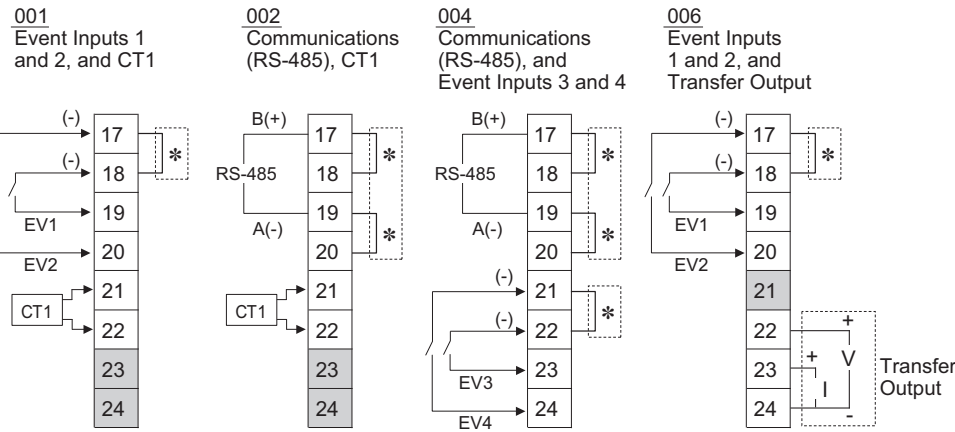 001
Event Inputs 1
and 2, and CT1
(-)
17
*
(-)
18
19
EV1
20
EV2
21
CT1
22
23
24
002
Communications
(RS-485), CT1
B(+)
17
*
RS-485
18
19
A(-)
*
20
21
CT1
22
23
24
004
Communications
(RS-485), and
Event Inputs 3 and 4
B(+)
17
*
RS-485
18
19
A(-)
*
20
(-)
21
*
(-)
22
23
EV3
24
EV4
006
Event Inputs
1 and 2, and
Transfer Output
(-)
17
*
(-)
18
19
EV1
20
EV2
21
22
+
+
V
23
I
24
-
Transfer
Output